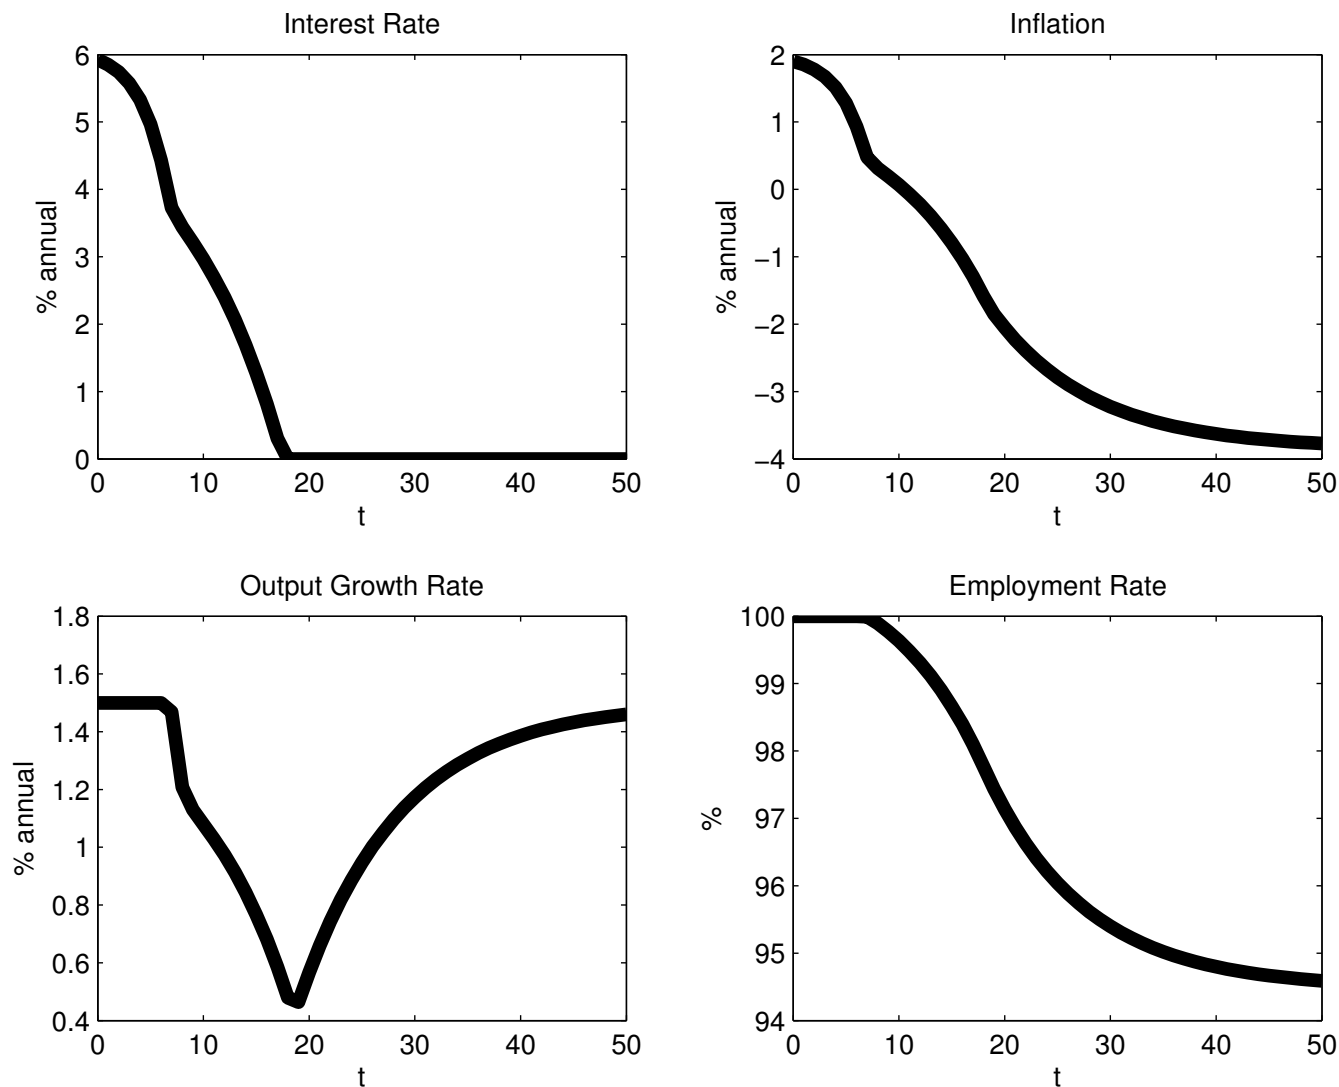 Interest Rate
6
5
4
3
2
1
0
% annual
0 10 20 30 40 50
t
Inflation
2
1
0
−1
−2
−3
−4
% annual
0 10 20 30 40 50
t
Output Growth Rate
1.8
1.6
1.4
1.2
1
0.8
0.6
0.4
% annual
0 10 20 30 40 50
t
Employment Rate
100
99
98
97
96
95
94
%
0 10 20 30 40 50
t